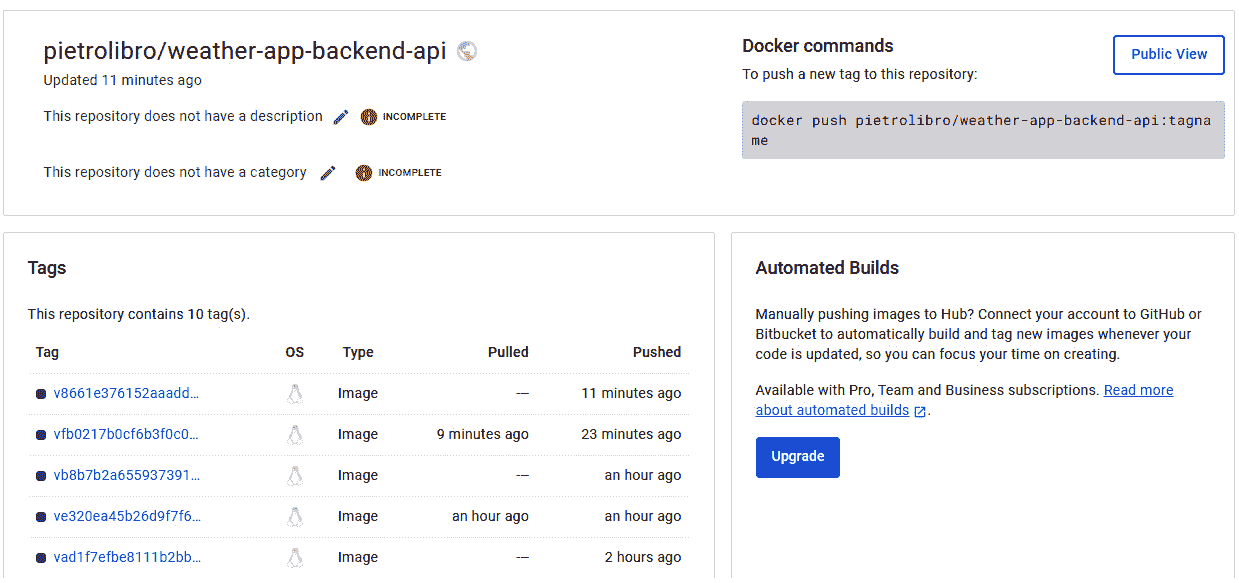 pietrolibro/weather-app-backend-api
Updated 11 minutes ago
This repository does not have a description INCOMPLETE
This repository does not have a category INCOMPLETE
Docker commands
To push a new tag to this repository:
Public View
docker push pietrolibro/weather-app-backend-api:tagna
me
Tags
This repository contains 10 tag(s).
Tag OS Type Pulled Pushed
v8661e376152aaadd... Image --- 11 minutes ago
vfb0217b0cf6b3f0c0... Image 9 minutes ago 23 minutes ago
vb8b7b2a655937391... Image --- an hour ago
ve320ea45b26d9f7f6... Image an hour ago an hour ago
vad1f7efbe8111b2bb... Image --- 2 hours ago
Automated Builds
Manually pushing images to Hub? Connect your account to GitHub or
Bitbucket to automatically build and tag new images whenever your
code is updated, so you can focus your time on creating.
Available with Pro, Team and Business subscriptions. Read more
about automated builds .
Upgrade